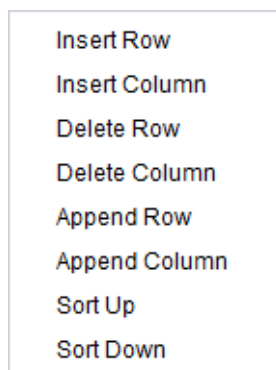 Insert Row
Insert Column
Delete Row
Delete Column
Append Row
Append Column
Sort Up
Sort Down